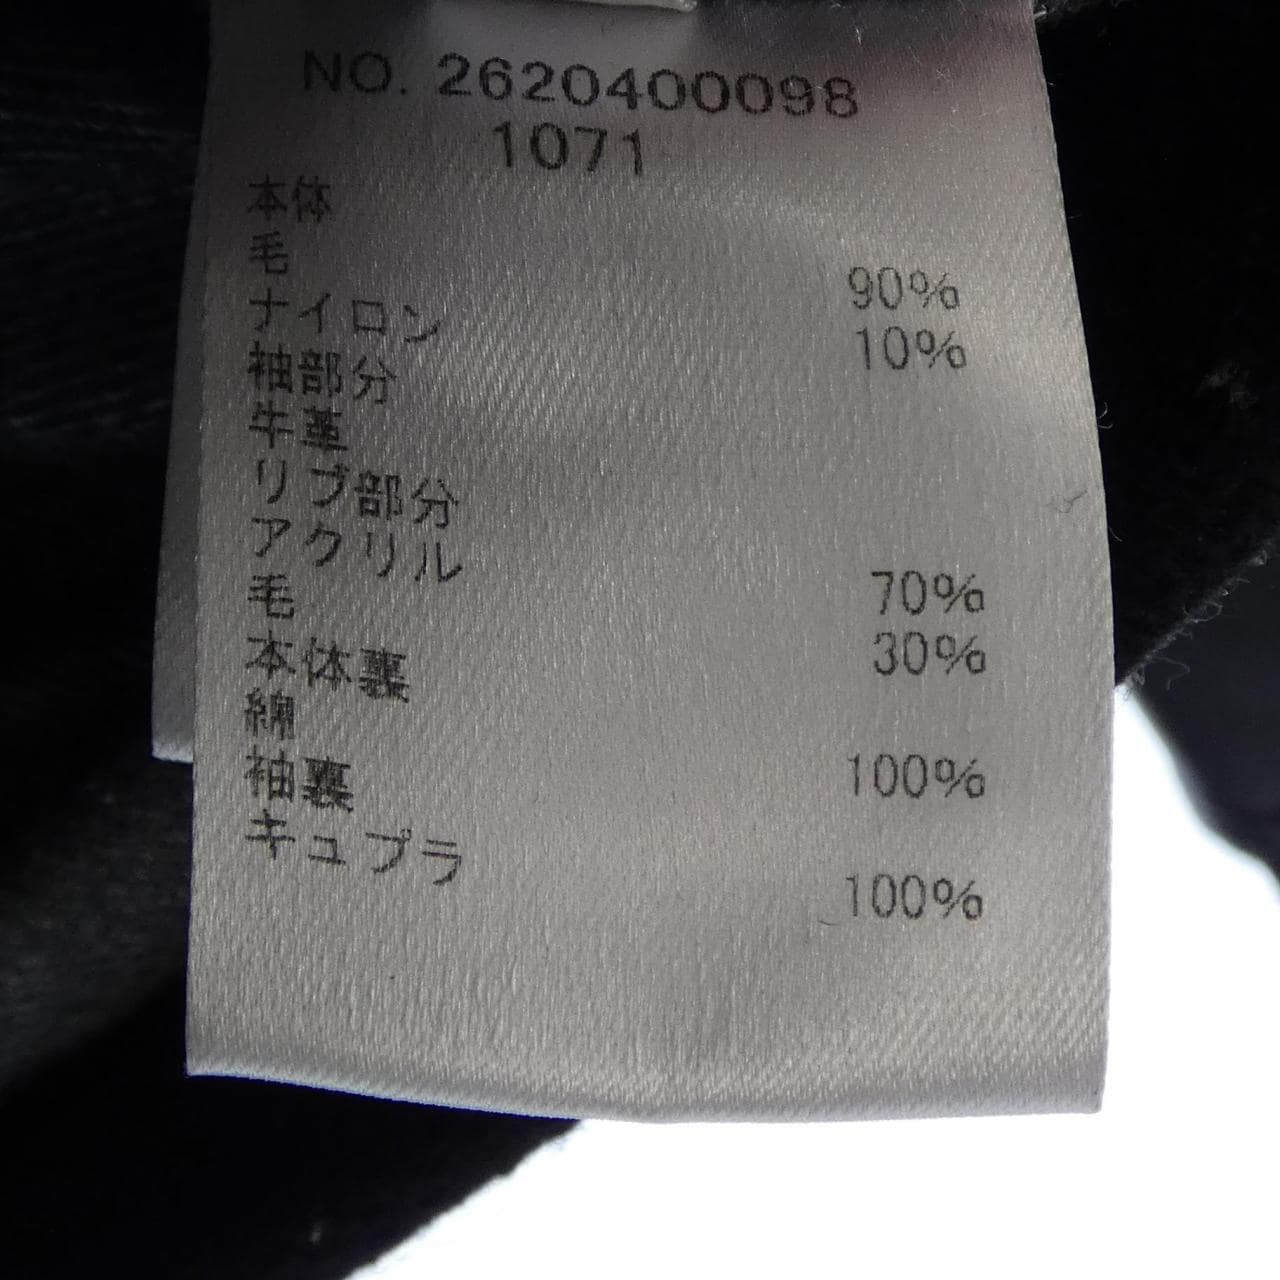 NO. 2620400098
1071
本体
毛 90%
ナイロン 10%
袖部分
牛革
リブ部分
アクリル 70%
毛 30%
本体裏
綿 100%
袖裏
キュプラ 100%